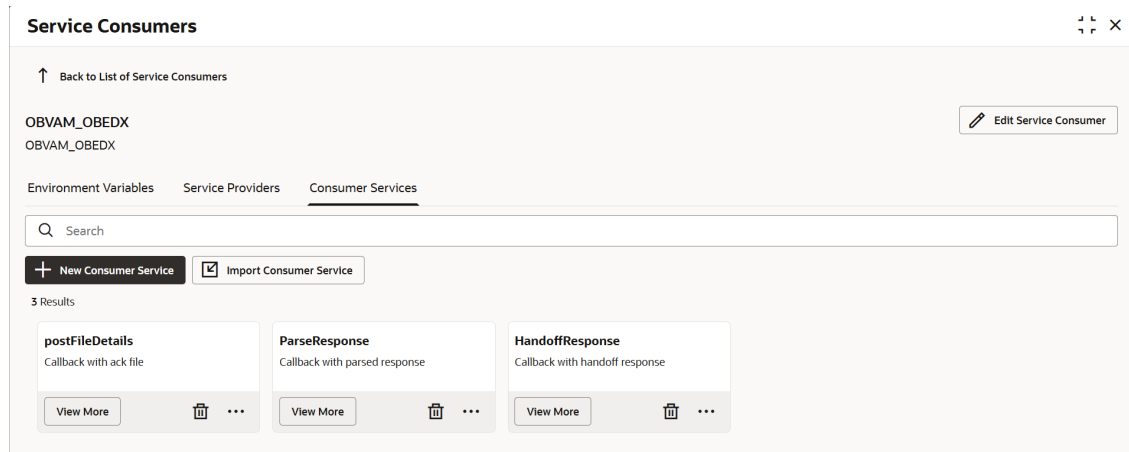 Service Consumers
Back to List of Service Consumers
OBVAM_OBEDX
Edit Service Consumer
OBVAM_OBEDX
Environment Variables Service Providers Consumer Services
Search
New Consumer Service Import Consumer Service
3 Results
postFileDetails ParseResponse HandoffResponse
Callback with ack file Callback with parsed response Callback with handoff response
View More View More View More